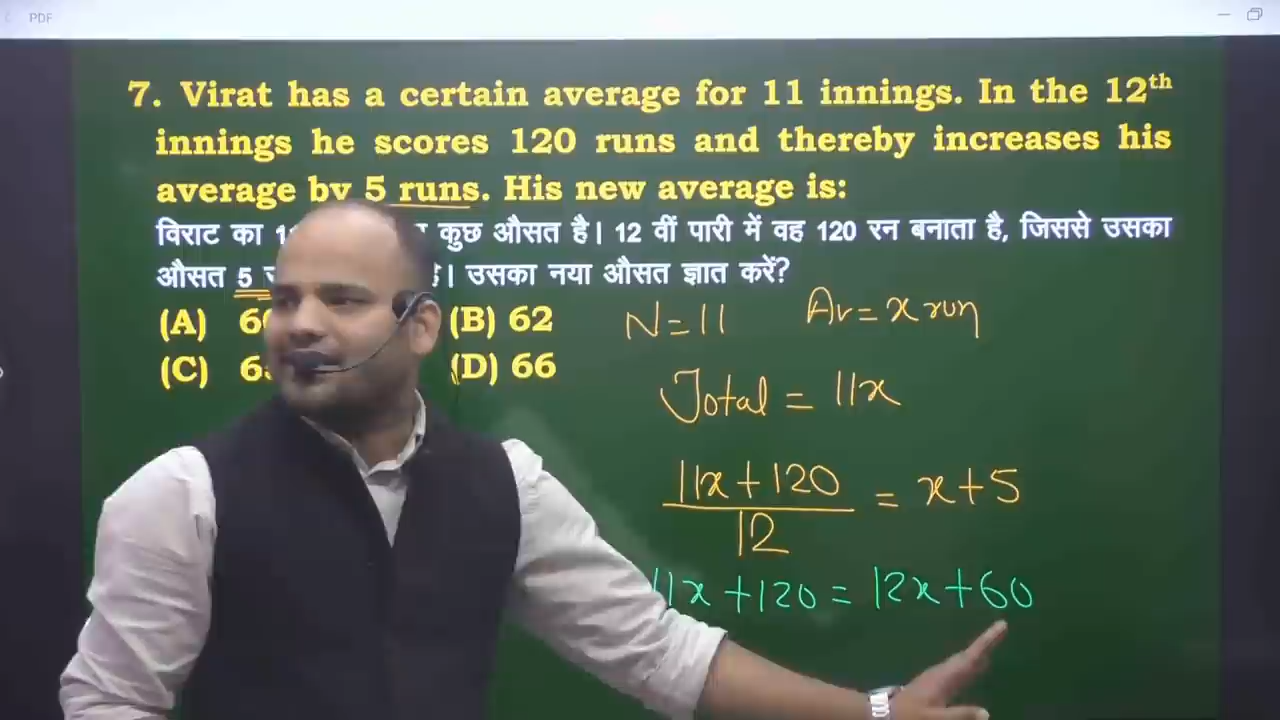 PDF
7. Virat has a certain average for 11 innings. In the 12th
innings he scores 120 runs and thereby increases his
average by 5 runs. His new average is:
विराट का कुछ औसत है। 12 वीं पारी में वह 120 रन बनाता है, जिससे उसका
औसत 5 उसका नया औसत ज्ञात करें?
(A) (B) 62
(C) (D) 66
N=11 Av=x run
Total = 11x
11x+120
12
= x+5
11x+120=12x+60